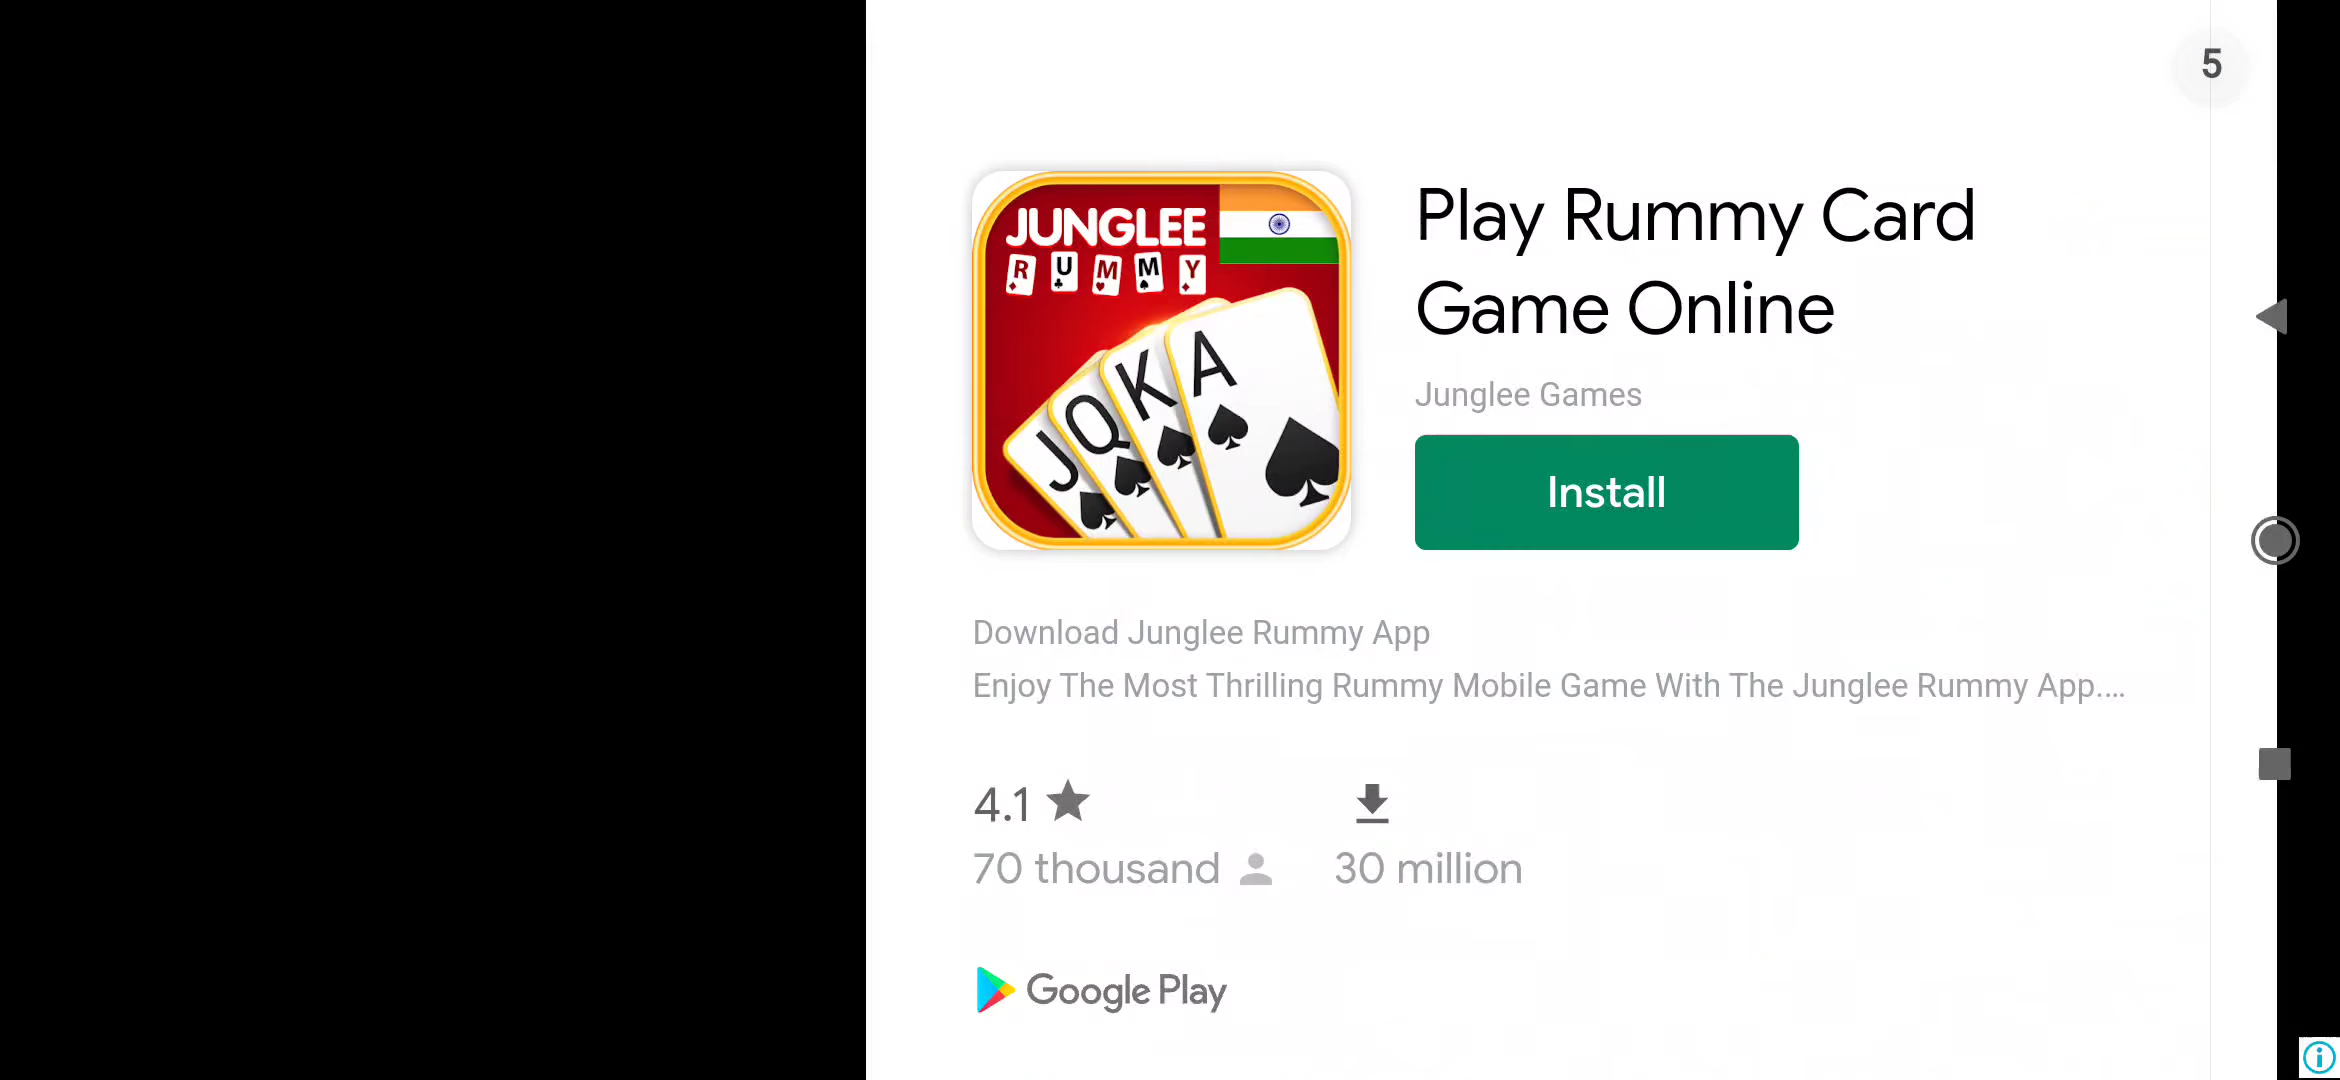 5
JUNGLEE
RUMMY
J Q K A
Play Rummy Card
Game Online
Junglee Games
Install
Download Junglee Rummy App
Enjoy The Most Thrilling Rummy Mobile Game With The Junglee Rummy App....
4.1
70 thousand
30 million
Google Play